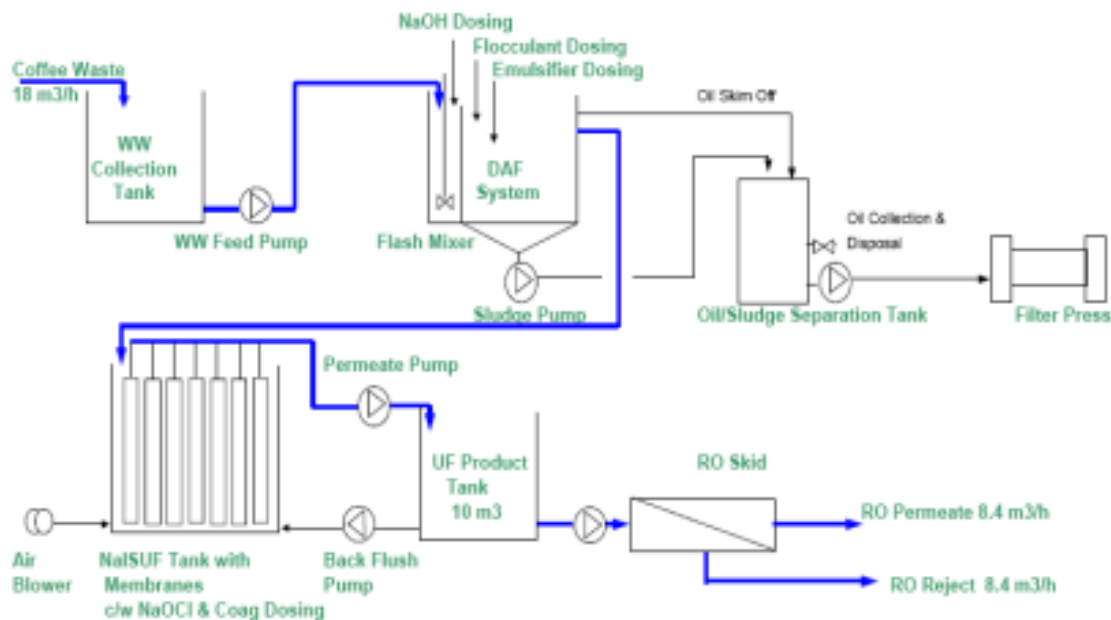 NaOH Dosing
Flocculant Dosing
Emulsifier Dosing
Coffee Waste
18 m3/h
Oil Skim Off
WW
Collection
Tank
DAF
System
WW Feed Pump
Flash Mixer
Oil Collection &
Disposal
Sludge Pump
Oil/Sludge Separation Tank
Filter Press
Permeate Pump
UF Product
Tank
10 m3
RO Skid
RO Permeate 8.4 m3/h
RO Reject 8.4 m3/h
Air
Blower
NaISUF Tank with
Membranes
c/w NaOCl & Coag Dosing
Back Flush
Pump